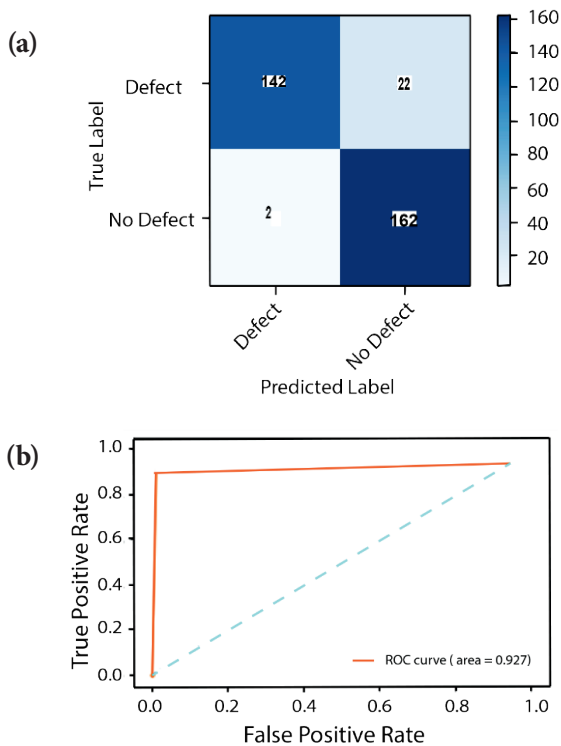 (a)
True Label
Defect
No Defect
142
22
2
162
160
140
120
100
80
60
40
20
Defect
No Defect
Predicted Label
(b)
True Positive Rate
1.0
0.8
0.6
0.4
0.2
0.0
ROC curve ( area = 0.927)
0.0
0.2
0.4
0.6
0.8
1.0
False Positive Rate